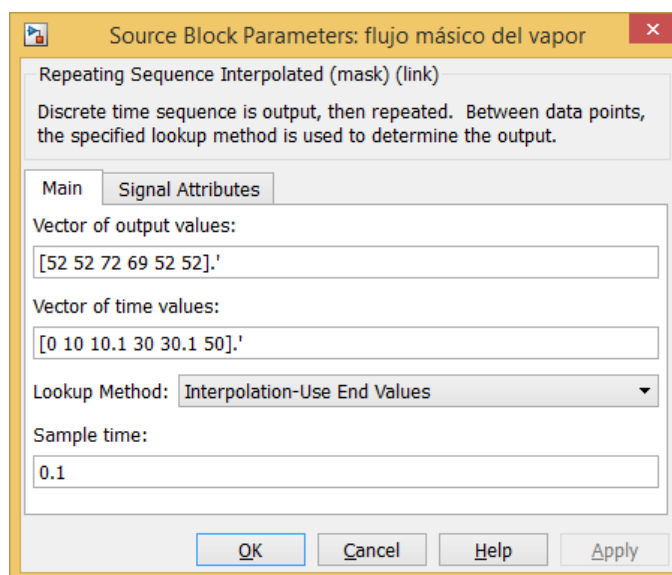 Source Block Parameters: flujo másico del vapor
Repeating Sequence Interpolated (mask) (link)
Discrete time sequence is output, then repeated.  Between data points,
the specified lookup method is used to determine the output.
Main Signal Attributes
Vector of output values:
[52 52 72 69 52 52].'
Vector of time values:
[0 10 10.1 30 30.1 50].'
Lookup Method: Interpolation-Use End Values
Sample time:
0.1
OK Cancel Help Apply